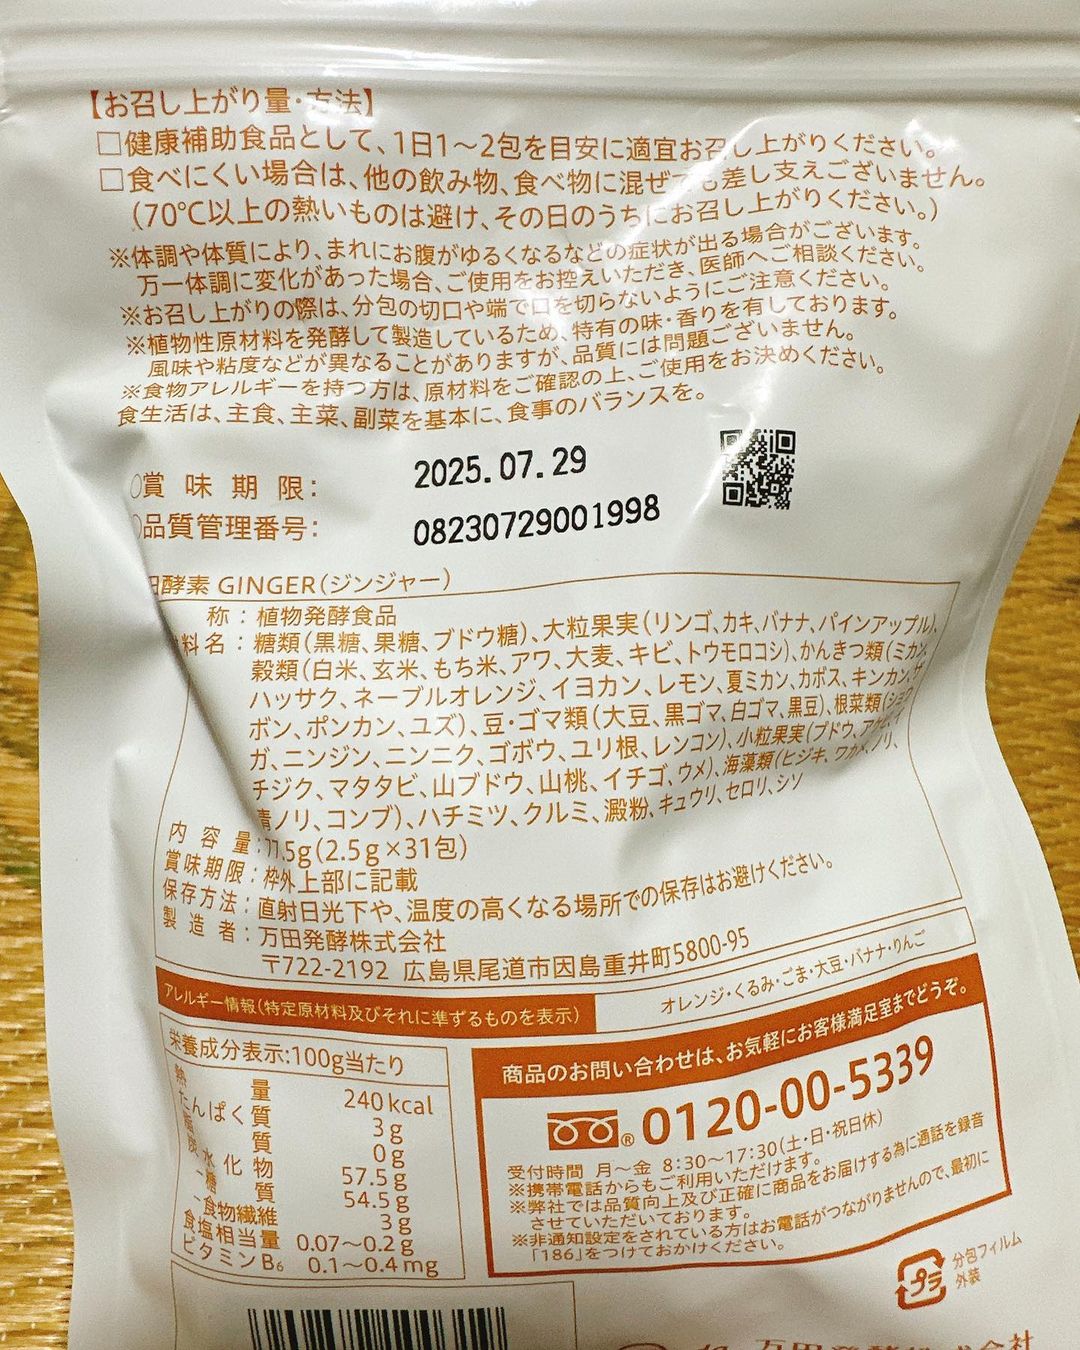 【お召し上がり量・方法】
□健康補助食品として、1日1〜2包を目安に適宜お召し上がりください。
□食べにくい場合は、他の飲み物、食べ物に混ぜても差し支えございません。
(70℃以上の熱いものは避け、その日のうちにお召し上がりください。)
※体調や体質により、まれにお腹がゆるくなるなどの症状が出る場合がございます。
万一体調に変化があった場合、ご使用をお控えいただき、医師へご相談ください。
※お召し上がりの際は、分包の切口や端で口を切らないようにご注意ください。
※植物性原材料を発酵して製造しているため、特有の味・香りを有しております。
風味や粘度などが異なることがありますが、品質には問題ございません。
※食物アレルギーを持つ方は、原材料をご確認の上、ご使用をお決めください。
食生活は、主食、主菜、副菜を基本に、食事のバランスを。
○賞味期限: 2025.07.29
○品質管理番号: 08230729001998
田酵素 GINGER(ジンジャー)
称:植物発酵食品
料名:糖類(黒糖、果糖、ブドウ糖)、大粒果実(リンゴ、カキ、バナナ、パインアップル)、
穀類(白米、玄米、もち米、アワ、大麦、キビ、トウモロコシ)、かんきつ類(ミカン、
ハッサク、ネーブルオレンジ、イヨカン、レモン、夏ミカン、カボス、キンカン、ザ
ボン、ポンカン、ユズ)、豆・ゴマ類(大豆、黒ゴマ、白ゴマ、黒豆)、根菜類(ショウ
ガ、ニンジン、ニンニク、ゴボウ、ユリ根、レンコン)、小粒果実(ブドウ、アケビ、イ
チジク、マタタビ、山ブドウ、山桃、イチゴ、ウメ)、海藻類(ヒジキ、ワカメ、ノリ、
青ノリ、コンブ)、ハチミツ、クルミ、澱粉、キュウリ、セロリ、シソ
内容量:77.5g(2.5g×31包)
賞味期限:枠外上部に記載
保存方法:直射日光下や、温度の高くなる場所での保存はお避けください。
製造者:万田発酵株式会社
〒722-2192 広島県尾道市因島重井町5800-95
アレルギー情報(特定原材料及びそれに準ずるものを表示) オレンジ・くるみ・ごま・大豆・バナナ・りんご
栄養成分表示:100g当たり
熱量 240kcal
たんぱく質 3g
脂質 0g
炭水化物 57.5g
-糖質 54.5g
-食物繊維 3g
食塩相当量 0.07〜0.2g
ビタミンB6 0.1〜0.4mg
商品のお問い合わせは、お気軽にお客様満足室までどうぞ。
® 0120-00-5339
受付時間 月〜金 8:30〜17:30(土・日・祝日休)
※携帯電話からもご利用いただけます。
※弊社では品質向上及び正確に商品をお届けする為に通話を録音
させていただいております。
※非通知設定をされている方はお電話がつながりませんので、最初に
「186」をつけておかけください。
プラ
分包フィルム
外装